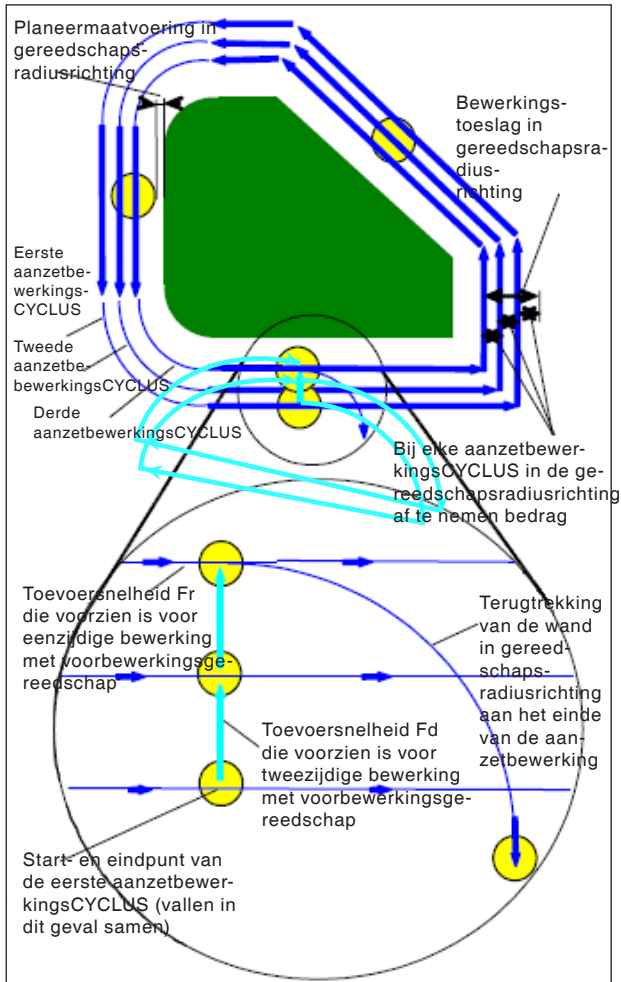 Planeermaatvoering in
gereedschaps-
radiusrichting
Bewerkings-
toeslag in
gereedschapsra-
dius-
richting
Eerste
aanzetbe-
werkings-
CYCLUS
Tweede
aanzetbe-
bewerkingsCYCLUS
Derde
aanzetbewerkingsCYCLUS
Bij elke aanzetbewer-
kingsCYCLUS in de ge-
reedschapsradiusrichting
af te nemen bedrag
Toevoersnelheid Fr
die voorzien is voor
eenzijdige bewerking
met voorbewerkingsge-
reedschap
Terugtrekking
van de wand
in gereed-
schaps-
radiusrichting
aan het einde
van de aan-
zetbewerking
Toevoersnelheid Fd
die voorzien is voor
tweezijdige bewerking
met voorbewerkingsge-
reedschap
Start- en eindpunt van
de eerste aanzetbewer-
kingsCYCLUS (vallen in
dit geval samen)